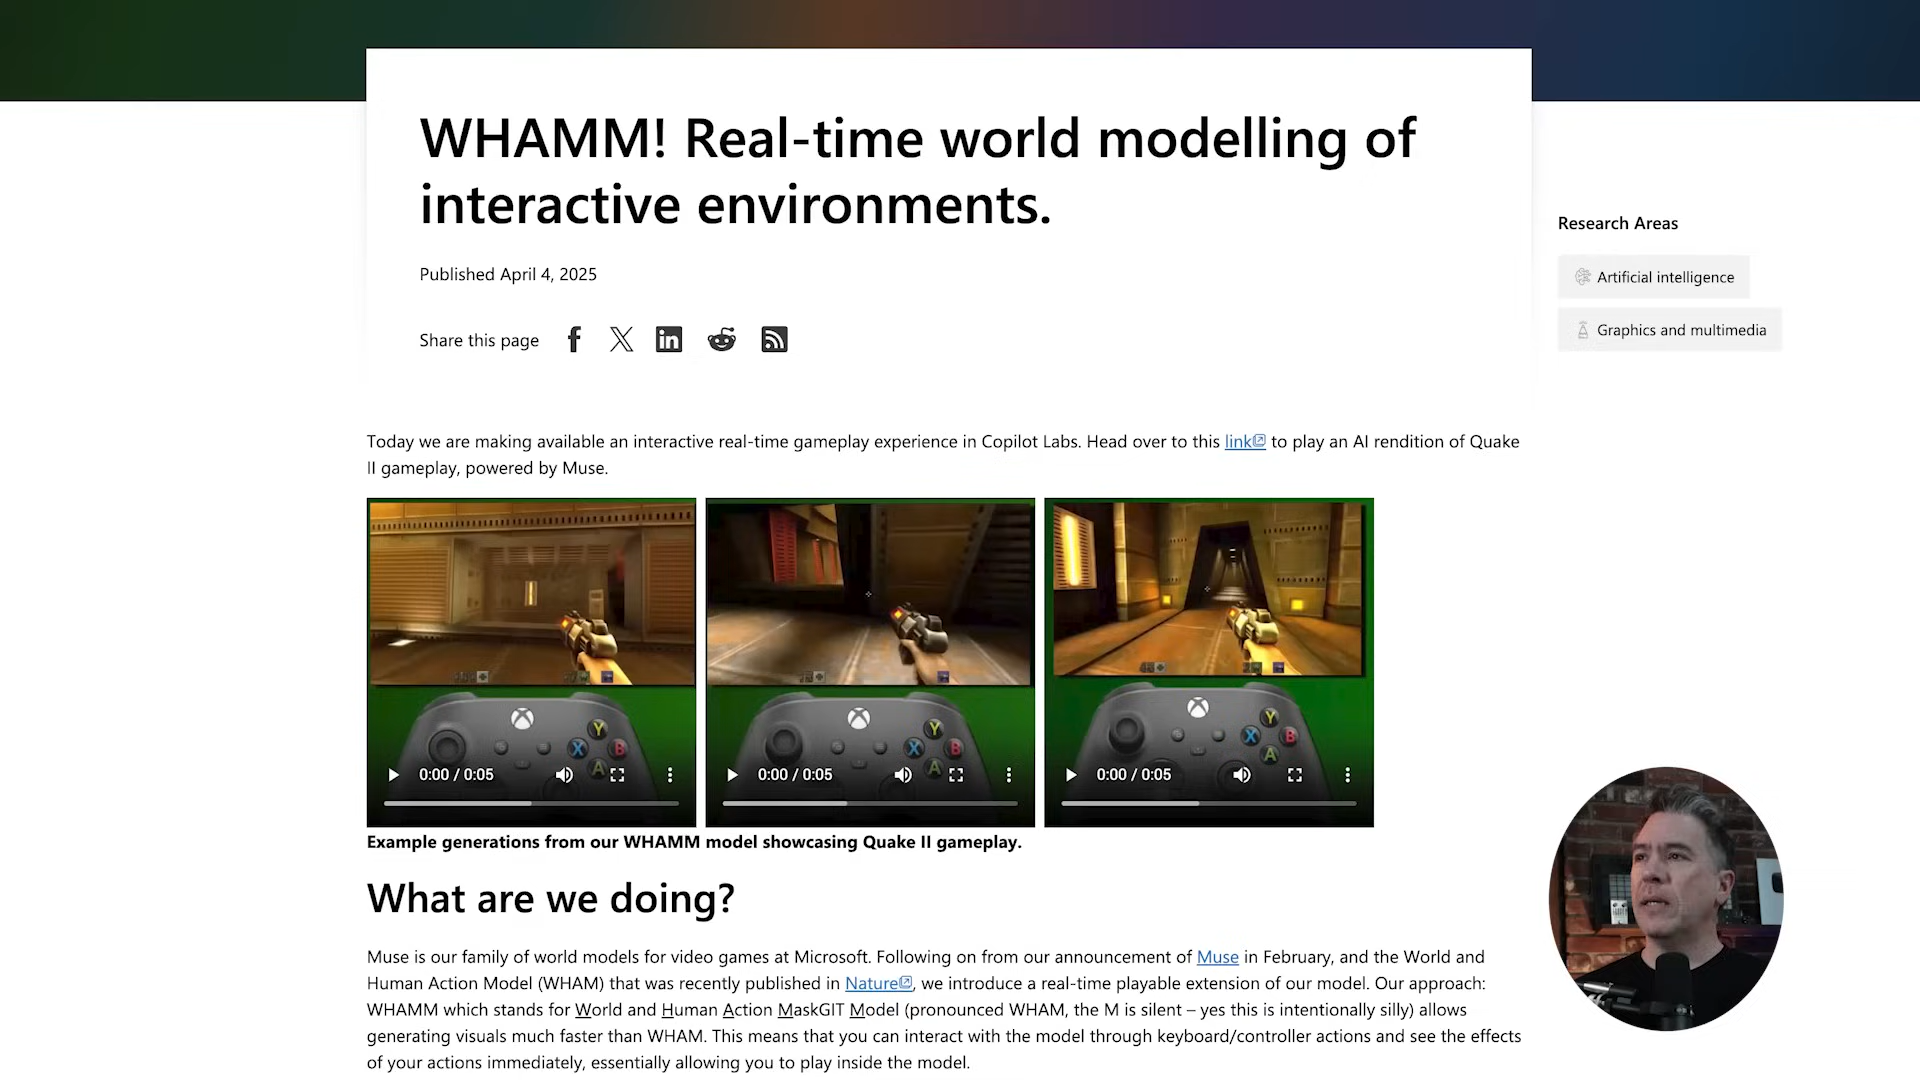 WHAMM! Real-time world modelling of
interactive environments.
Published April 4, 2025
Share this page
Research Areas
Artificial intelligence
Graphics and multimedia
Today we are making available an interactive real-time gameplay experience in Copilot Labs. Head over to this link to play an AI rendition of Quake
II gameplay, powered by Muse.
Y
X
B
A
0:00 / 0:05
Y
X
B
A
0:00 / 0:05
Y
X
B
A
0:00 / 0:05
Example generations from our WHAMM model showcasing Quake II gameplay.
What are we doing?
Muse is our family of world models for video games at Microsoft. Following on from our announcement of Muse in February, and the World and
Human Action Model (WHAM) that was recently published in Nature, we introduce a real-time playable extension of our model. Our approach:
WHAMM which stands for World and Human Action MaskGIT Model (pronounced WHAM, the M is silent – yes this is intentionally silly) allows
generating visuals much faster than WHAM. This means that you can interact with the model through keyboard/controller actions and see the effects
of your actions immediately, essentially allowing you to play inside the model.